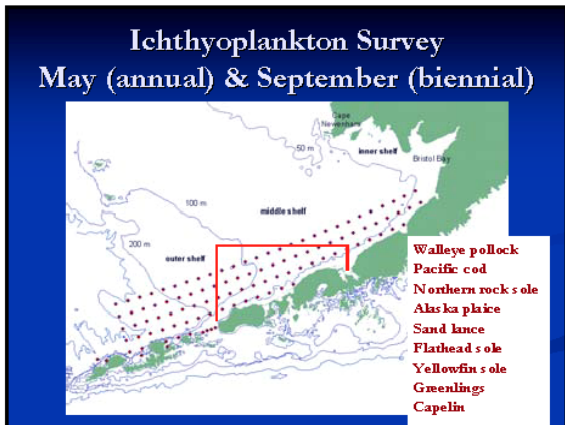 Ichthyoplankton Survey
May (annual) & September (biennial)
Cape
Newenham
inner shelf
50 m
Bristol Bay
100 m
middle shelf
200 m
outer shelf
Walleye pollock
Pacific cod
Northern rock sole
Alaska plaice
Sand lance
Flathead sole
Yellowfin sole
Greenlings
Capelin